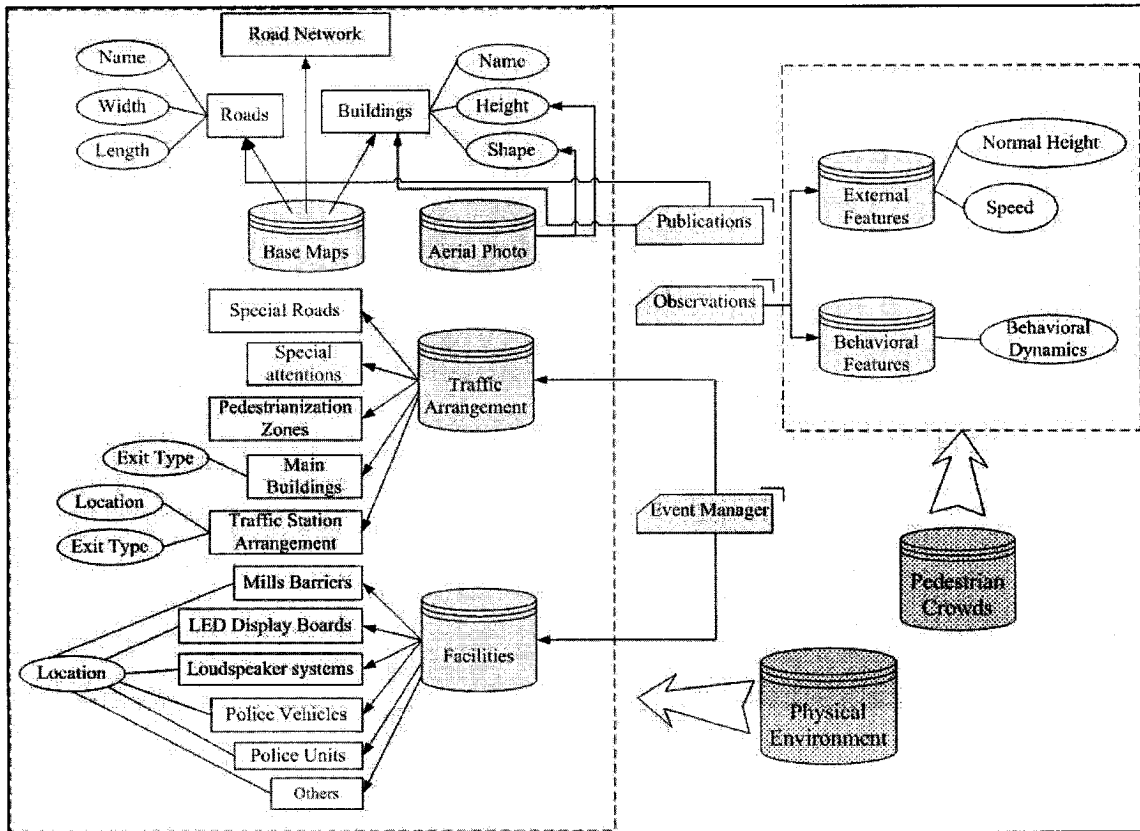 Road Network
Name
Width
Length
Roads
Buildings
Name
Height
Shape
Base Maps
Aerial Photo
Publications
Observations
External
Features
Normal Height
Speed
Behavioral
Features
Behavioral
Dynamics
Special Roads
Special
attentions
Pedestrianization
Zones
Main
Buildings
Exit Type
Traffic Station
Arrangement
Location
Exit Type
Traffic
Arrangement
Event Manager
Mills Barriers
LED Display Boards
Loudspeaker systems
Police Vehicles
Police Units
Others
Location
Facilities
Pedestrian
Crowds
Physical
Environment